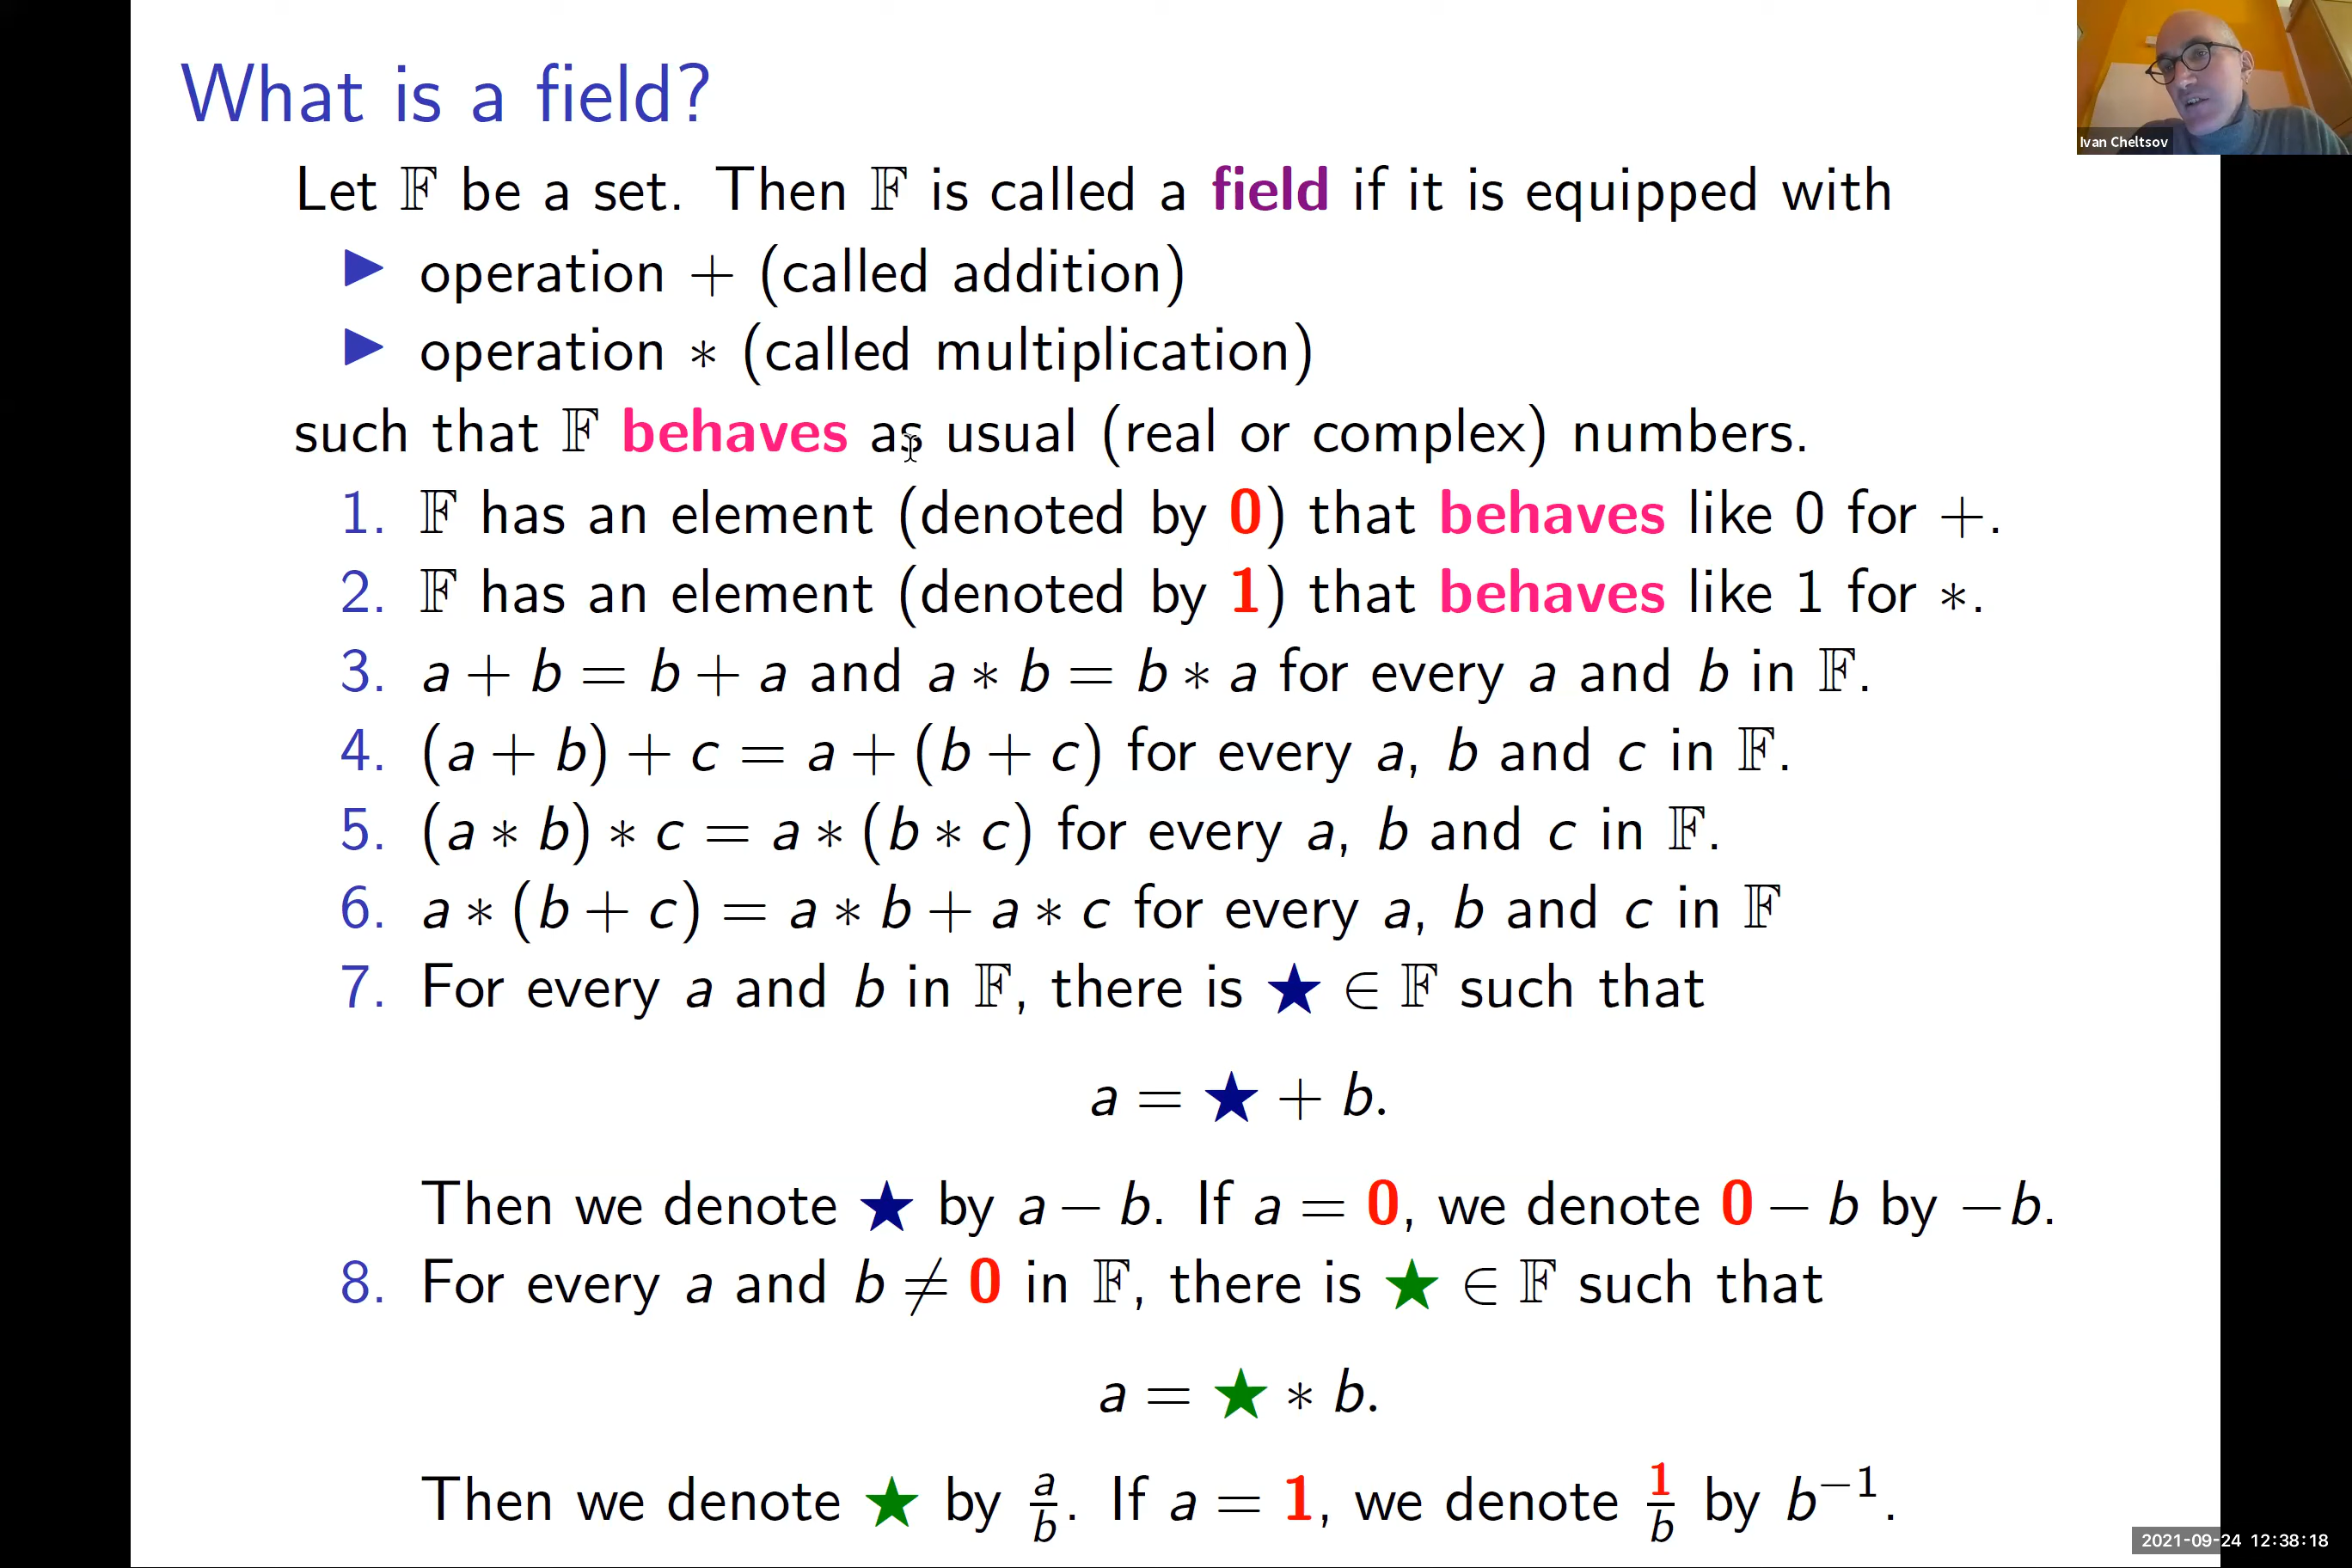 What is a field?
Ivan Cheltsov
Let 𝔽 be a set. Then 𝔽 is called a field if it is equipped with
▶ operation + (called addition)
▶ operation ∗ (called multiplication)
such that 𝔽 behaves as usual (real or complex) numbers.
1. 𝔽 has an element (denoted by 0) that behaves like 0 for +.
2. 𝔽 has an element (denoted by 1) that behaves like 1 for ∗.
3. a + b = b + a and a ∗ b = b ∗ a for every a and b in 𝔽.
4. (a + b) + c = a + (b + c) for every a, b and c in 𝔽.
5. (a ∗ b) ∗ c = a ∗ (b ∗ c) for every a, b and c in 𝔽.
6. a ∗ (b + c) = a ∗ b + a ∗ c for every a, b and c in 𝔽
7. For every a and b in 𝔽, there is ★ ∈ 𝔽 such that
a = ★ + b.
Then we denote ★ by a − b. If a = 0, we denote 0 − b by −b.
8. For every a and b ≠ 0 in 𝔽, there is ★ ∈ 𝔽 such that
a = ★ ∗ b.
Then we denote ★ by a/b. If a = 1, we denote 1/b by b⁻¹.
2021-09-24 12:38:18